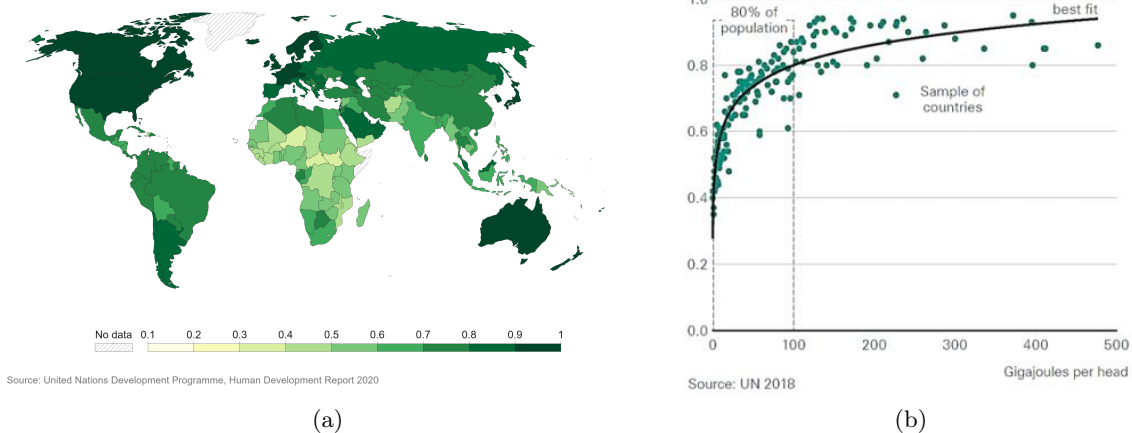 No data 0.1 0.2 0.3 0.4 0.5 0.6 0.7 0.8 0.9 1
Source: United Nations Development Programme, Human Development Report 2020
(a)
1.0
0.8
0.6
0.4
0.2
0.0
80% of
population
best fit
Sample of
countries
0 100 200 300 400 500
Gigajoules per head
Source: UN 2018
(b)